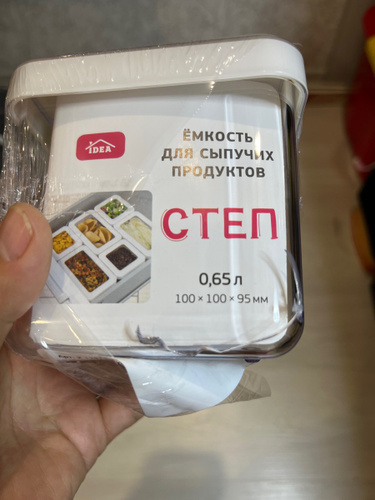 IDEA
ЁМКОСТЬ
ДЛЯ СЫПУЧИХ
ПРОДУКТОВ
СТЕП
0,65 л
100 × 100 × 95 мм